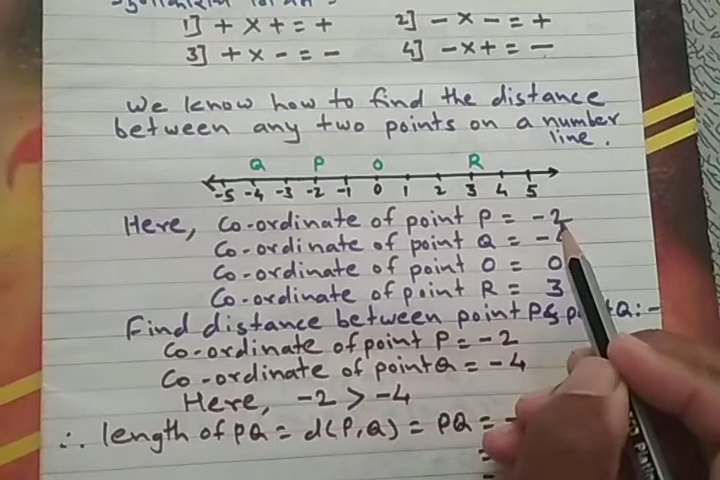 1] + x + = + 2] - x - = +
3] + x - = - 4] - x + = -
We know how to find the distance
between any two points on a number
line.
Q P O R
-5 -4 -3 -2 -1 0 1 2 3 4 5
Here, Co-ordinate of point P = -2
Co-ordinate of point Q = -
Co-ordinate of point O = 0
Co-ordinate of point R = 3
Find distance between point P & Q:-
Co-ordinate of point P = -2
Co-ordinate of point Q = -4
Here, -2 > -4
∴ length of PQ = d(P,Q) = PQ = -
=